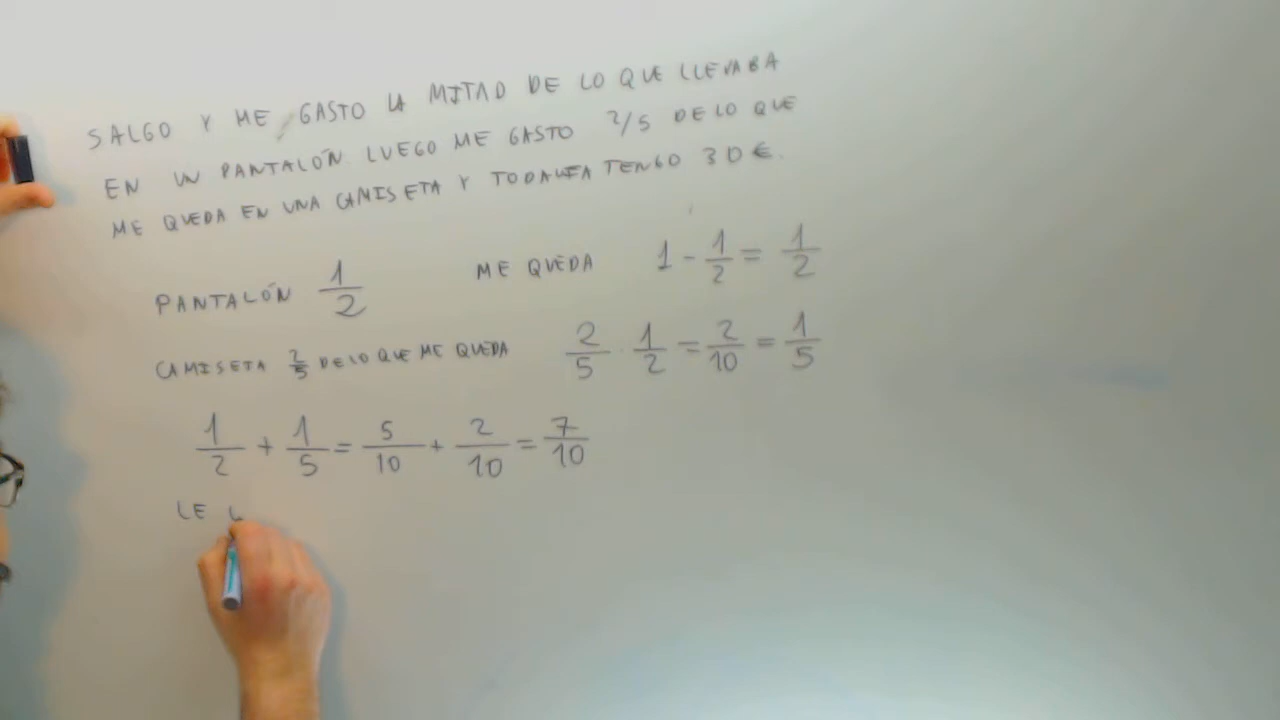 SALGO Y ME GASTO LA MITAD DE LO QUE LLEVABA
EN UN PANTALÓN LUEGO ME GASTO 2/5 DE LO QUE
ME QUEDA EN UNA CAMISETA Y TODAVÍA TENGO 30€.
PANTALÓN 1/2 ME QUEDA 1 - 1/2 = 1/2
CAMISETA 2/5 DE LO QUE ME QUEDA 2/5 · 1/2 = 2/10 = 1/5
1/2 + 1/5 = 5/10 + 2/10 = 7/10
LE